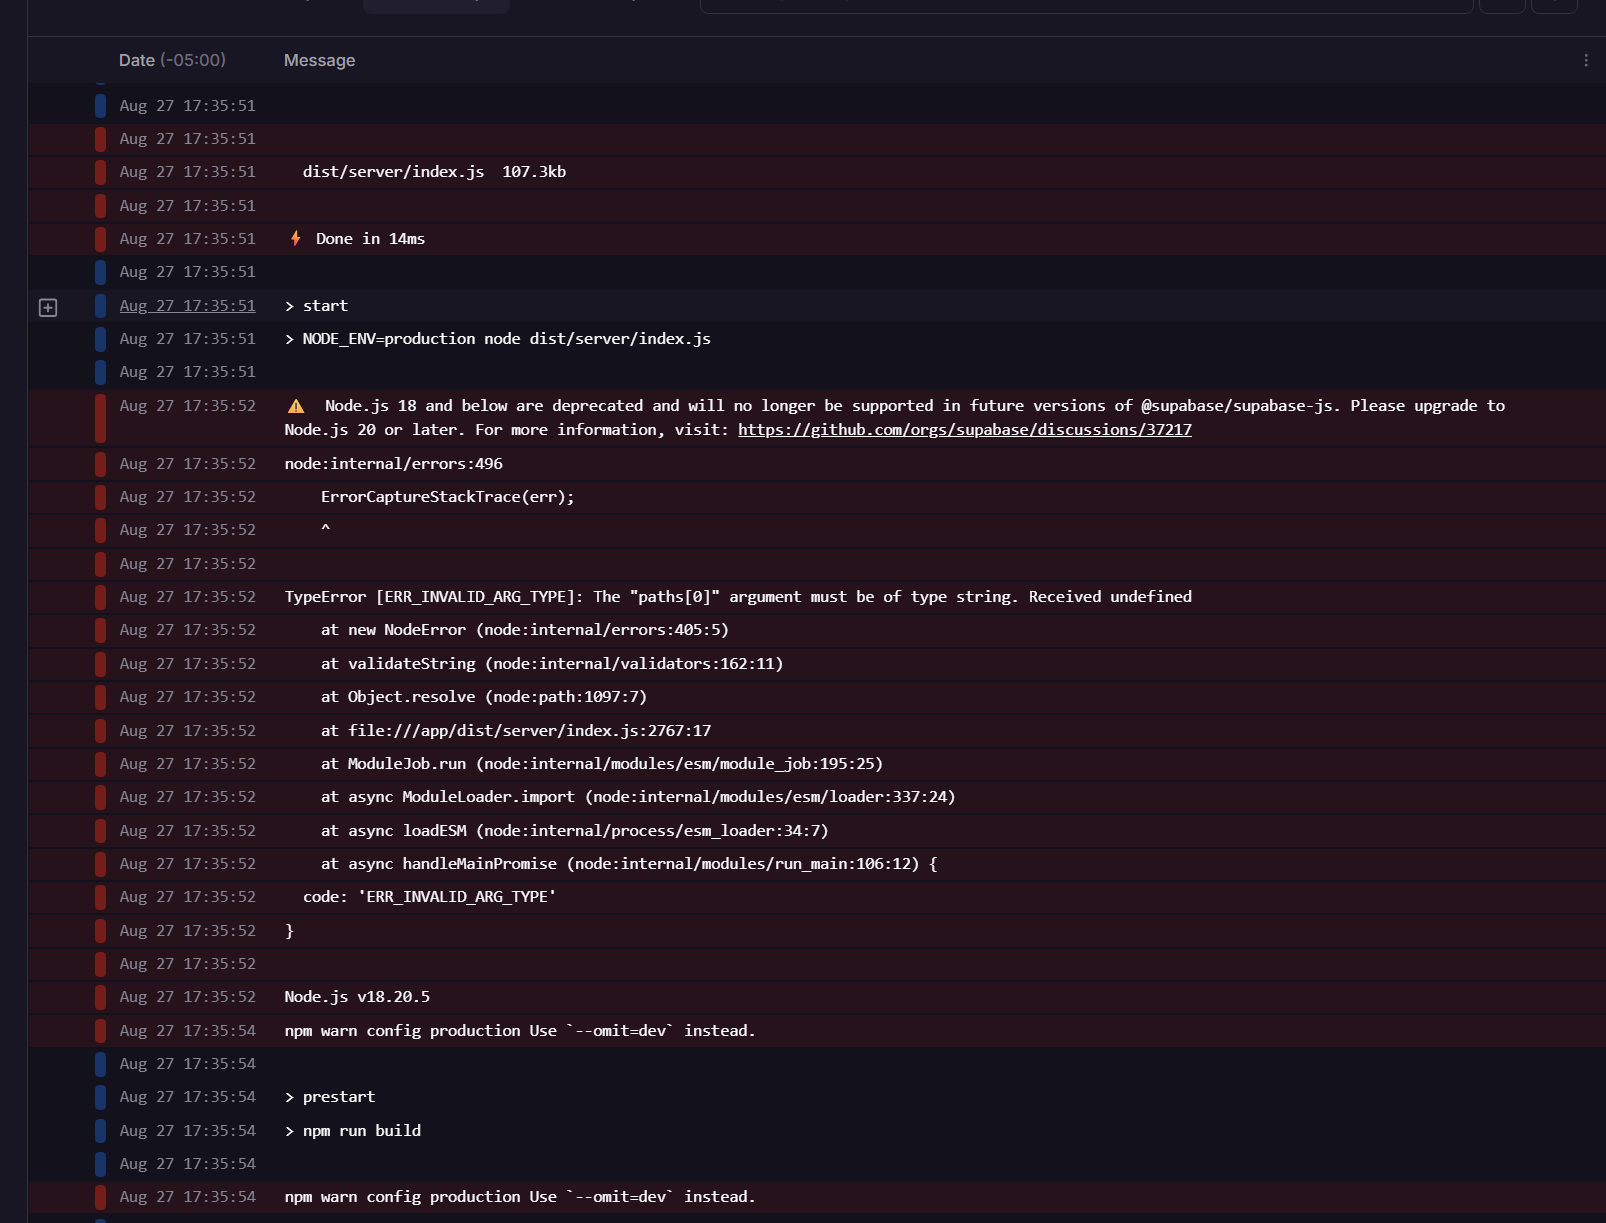 Date (-05:00) Message
Aug 27 17:35:51
Aug 27 17:35:51
Aug 27 17:35:51 dist/server/index.js 107.3kb
Aug 27 17:35:51
Aug 27 17:35:51 ⚡ Done in 14ms
Aug 27 17:35:51
Aug 27 17:35:51 > start
Aug 27 17:35:51 > NODE_ENV=production node dist/server/index.js
Aug 27 17:35:51
Aug 27 17:35:52 ⚠️ Node.js 18 and below are deprecated and will no longer be supported in future versions of @supabase/supabase-js. Please upgrade to
Node.js 20 or later. For more information, visit: https://github.com/orgs/supabase/discussions/37217
Aug 27 17:35:52 node:internal/errors:496
Aug 27 17:35:52 ErrorCaptureStackTrace(err);
Aug 27 17:35:52 ^
Aug 27 17:35:52
Aug 27 17:35:52 TypeError [ERR_INVALID_ARG_TYPE]: The "paths[0]" argument must be of type string. Received undefined
Aug 27 17:35:52 at new NodeError (node:internal/errors:405:5)
Aug 27 17:35:52 at validateString (node:internal/validators:162:11)
Aug 27 17:35:52 at Object.resolve (node:path:1097:7)
Aug 27 17:35:52 at file:///app/dist/server/index.js:2767:17
Aug 27 17:35:52 at ModuleJob.run (node:internal/modules/esm/module_job:195:25)
Aug 27 17:35:52 at async ModuleLoader.import (node:internal/modules/esm/loader:337:24)
Aug 27 17:35:52 at async loadESM (node:internal/process/esm_loader:34:7)
Aug 27 17:35:52 at async handleMainPromise (node:internal/modules/run_main:106:12) {
Aug 27 17:35:52 code: 'ERR_INVALID_ARG_TYPE'
Aug 27 17:35:52 }
Aug 27 17:35:52
Aug 27 17:35:52 Node.js v18.20.5
Aug 27 17:35:54 npm warn config production Use `--omit=dev` instead.
Aug 27 17:35:54
Aug 27 17:35:54 > prestart
Aug 27 17:35:54 > npm run build
Aug 27 17:35:54
Aug 27 17:35:54 npm warn config production Use `--omit=dev` instead.